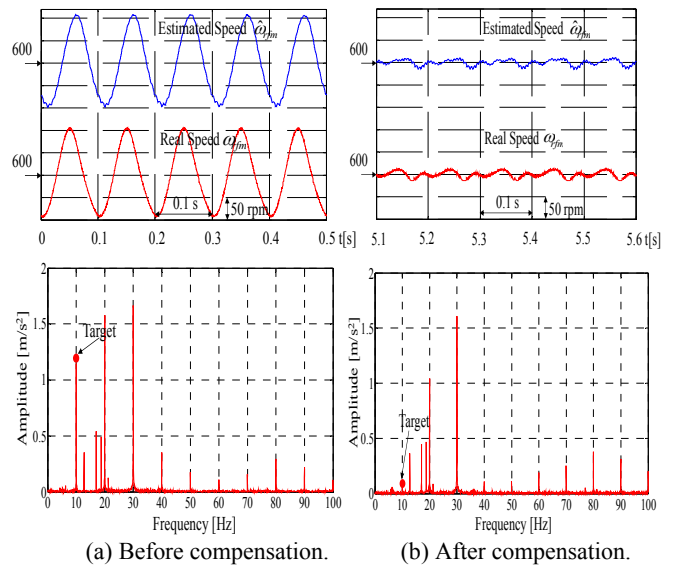 Estimated Speed ω̂rfm
600
Real Speed ωrfm
600
0.1 s
50 rpm
0 0.1 0.2 0.3 0.4 0.5 t[s]
Estimated Speed ω̂rfm
600
Real Speed ωrfm
600
0.1 s
50 rpm
5.1 5.2 5.3 5.4 5.5 5.6 t[s]
Amplitude [m/s²]
2
1.5
1
0.5
0
Target
0 10 20 30 40 50 60 70 80 90 100
Frequency [Hz]
Amplitude [m/s²]
2
1.5
1
0.5
0
Target
0 10 20 30 40 50 60 70 80 90 100
Frequency [Hz]
(a) Before compensation.
(b) After compensation.